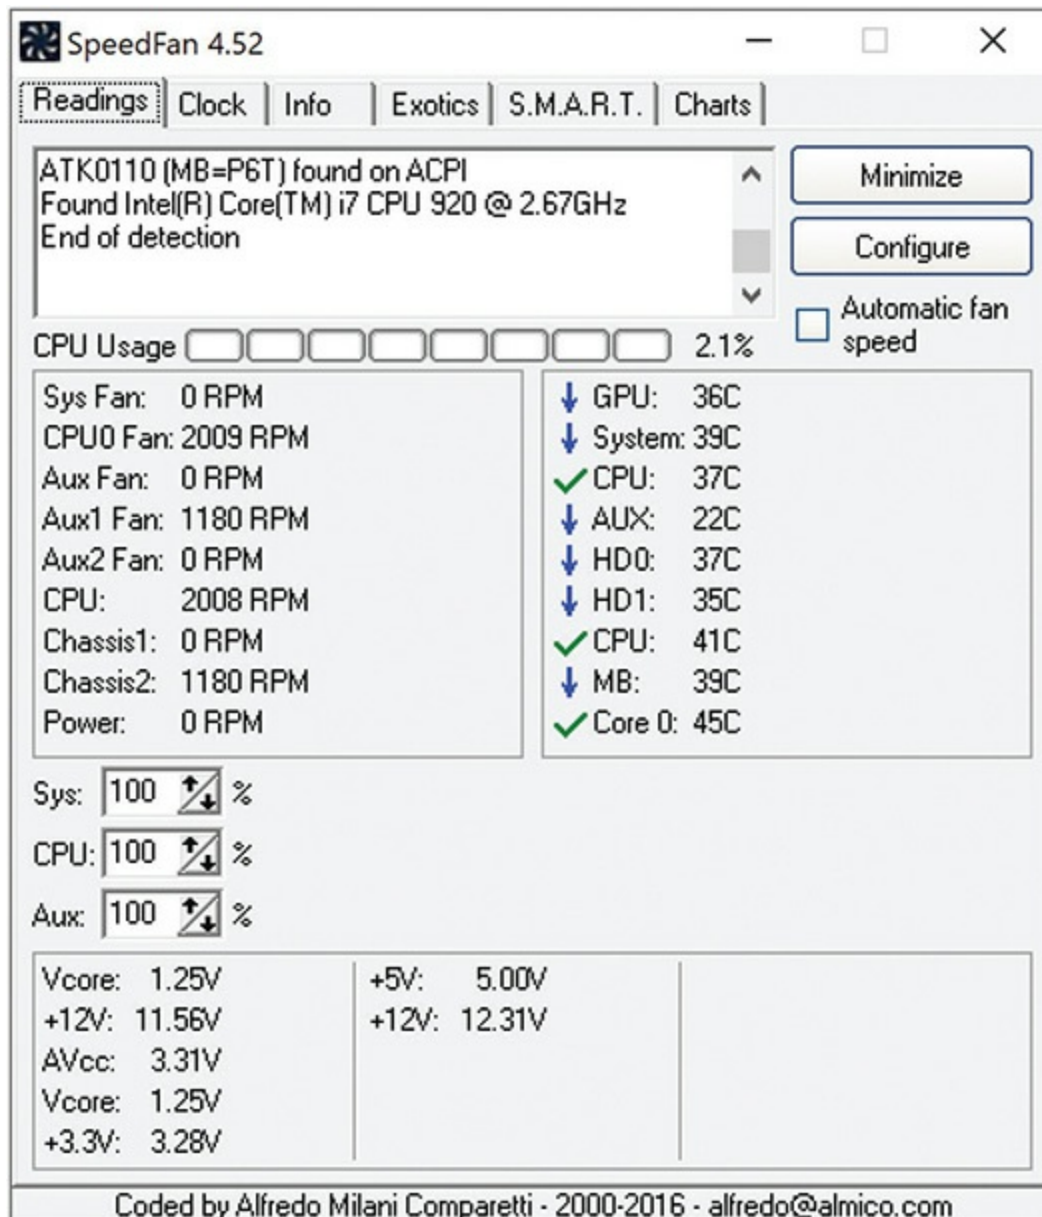 SpeedFan 4.52
Readings Clock Info Exotics S.M.A.R.T. Charts
ATK0110 (MB=P6T) found on ACPI
Found Intel(R) Core(TM) i7 CPU 920 @ 2.67GHz
End of detection
Minimize
Configure
Automatic fan
speed
CPU Usage 2.1%
Sys Fan: 0 RPM
CPU0 Fan: 2009 RPM
Aux Fan: 0 RPM
Aux1 Fan: 1180 RPM
Aux2 Fan: 0 RPM
CPU: 2008 RPM
Chassis1: 0 RPM
Chassis2: 1180 RPM
Power: 0 RPM
GPU: 36C
System: 39C
CPU: 37C
AUX: 22C
HD0: 37C
HD1: 35C
CPU: 41C
MB: 39C
Core 0: 45C
Sys: 100 %
CPU: 100 %
Aux: 100 %
Vcore: 1.25V
+12V: 11.56V
AVcc: 3.31V
Vcore: 1.25V
+3.3V: 3.28V
+5V: 5.00V
+12V: 12.31V
Coded by Alfredo Milani Comparetti - 2000-2016 - alfredo@almico.com